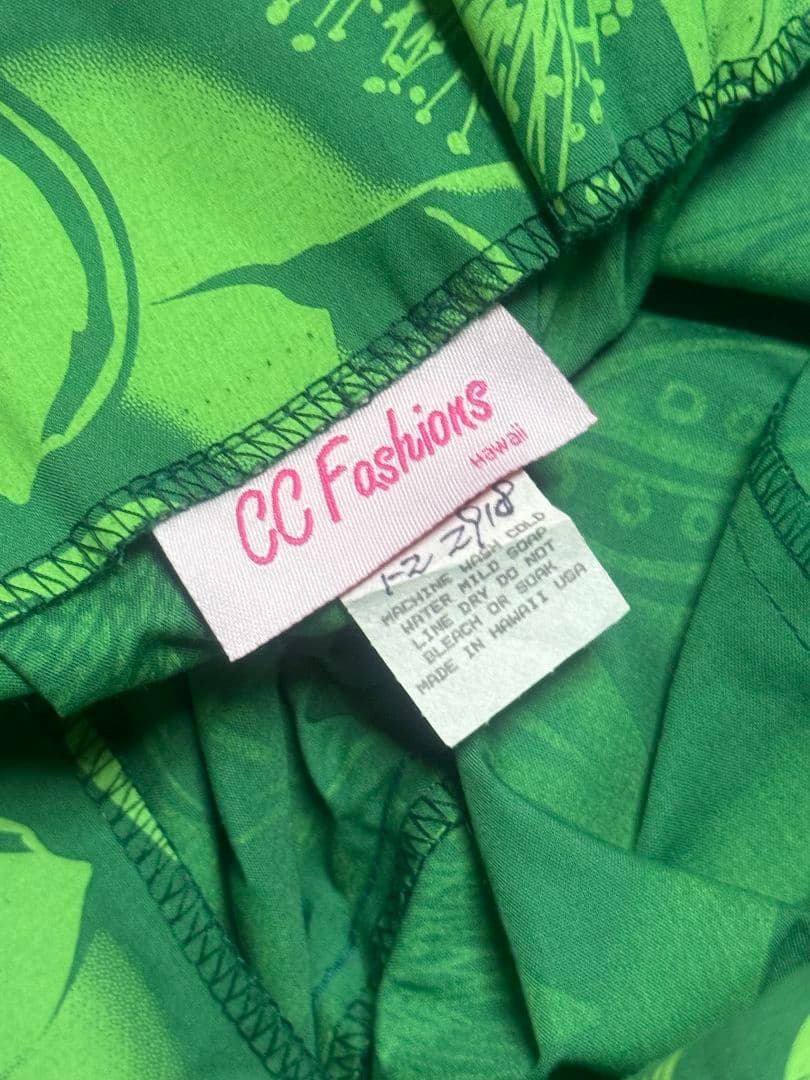 CC Fashions
Hawaii
1-2 2918
MACHINE WASH COLD
WATER MILD SOAP
LINE DRY DO NOT
BLEACH OR SOAK
MADE IN HAWAII USA